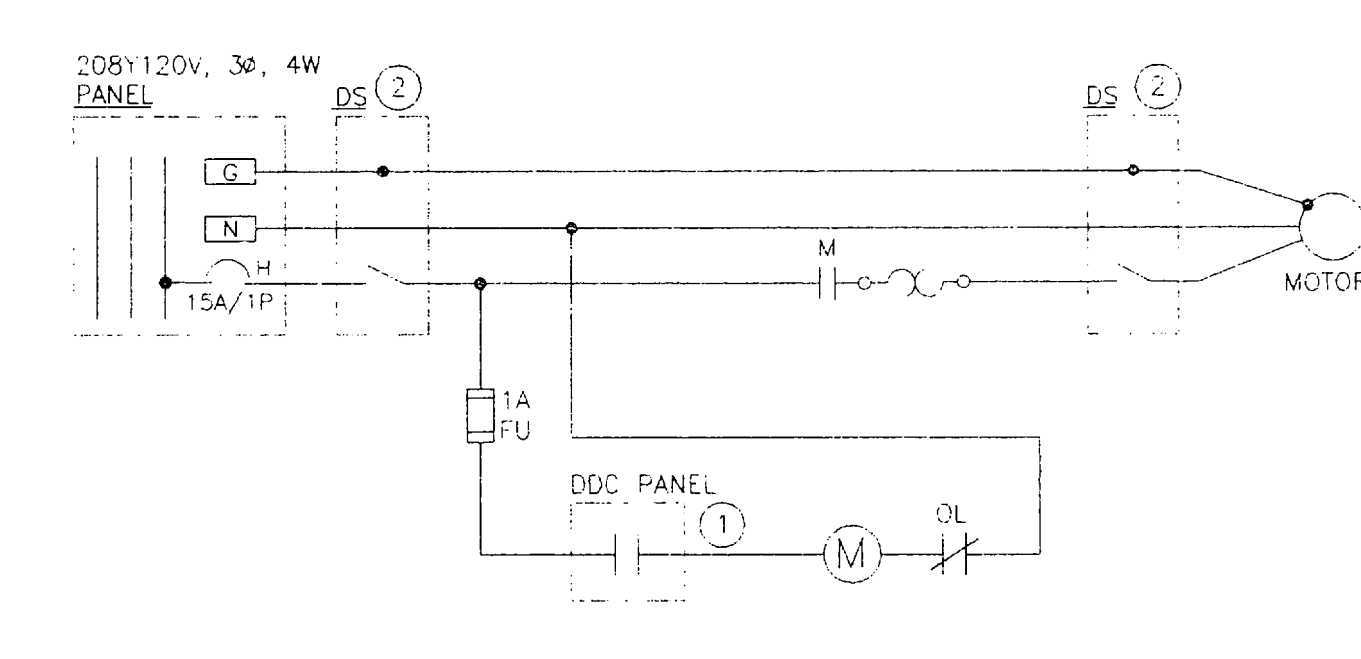 208Y120V, 3ø, 4W
PANEL
DS
2
DS
2
G
N
H
15A/1P
M
MOTOR
1A
FU
DDC PANEL
1
M
OL